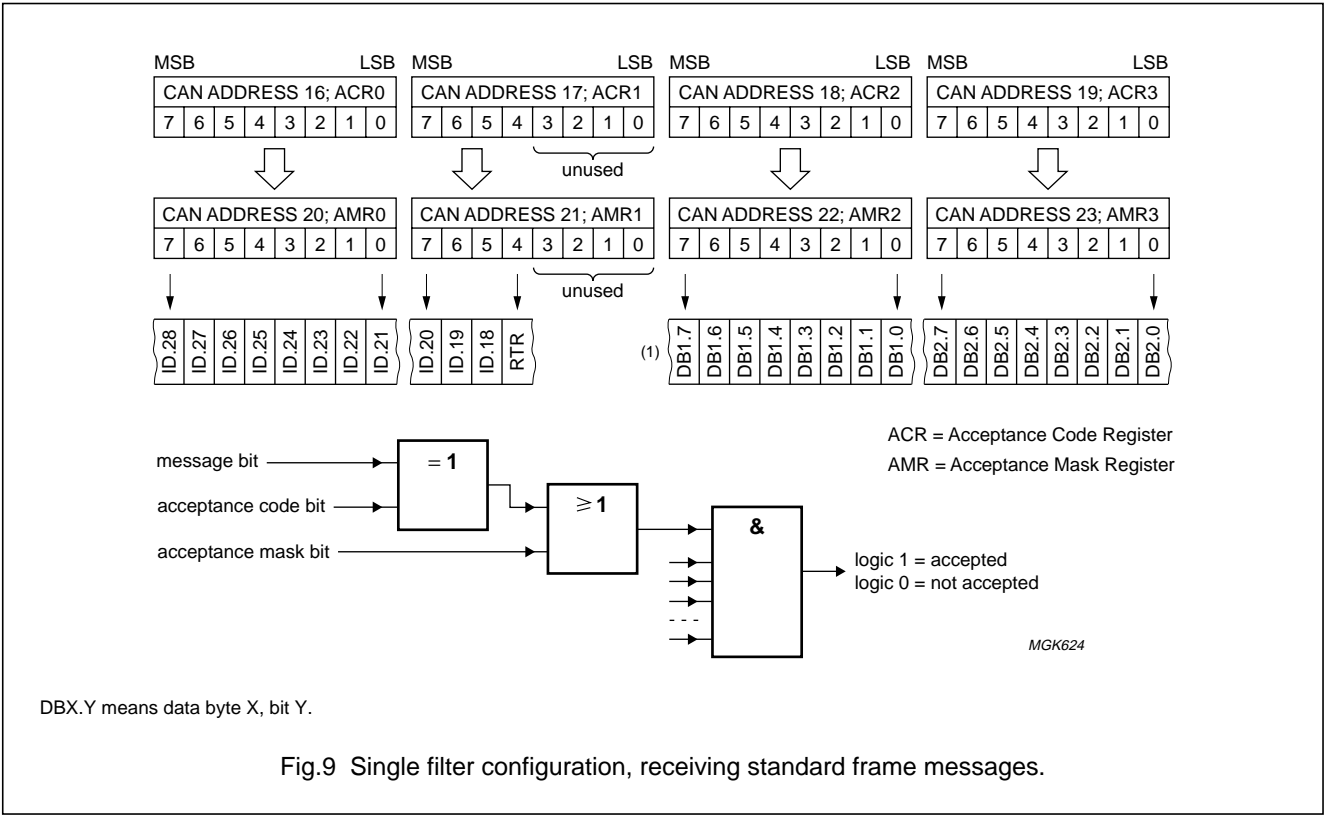 MSB LSB MSB LSB MSB LSB MSB LSB
CAN ADDRESS 16; ACR0 CAN ADDRESS 17; ACR1 CAN ADDRESS 18; ACR2 CAN ADDRESS 19; ACR3
7 6 5 4 3 2 1 0 7 6 5 4 3 2 1 0 7 6 5 4 3 2 1 0 7 6 5 4 3 2 1 0
unused
CAN ADDRESS 20; AMR0 CAN ADDRESS 21; AMR1 CAN ADDRESS 22; AMR2 CAN ADDRESS 23; AMR3
7 6 5 4 3 2 1 0 7 6 5 4 3 2 1 0 7 6 5 4 3 2 1 0 7 6 5 4 3 2 1 0
unused
ID.28 ID.27 ID.26 ID.25 ID.24 ID.23 ID.22 ID.21 ID.20 ID.19 ID.18 RTR (1) DB1.7 DB1.6 DB1.5 DB1.4 DB1.3 DB1.2 DB1.1 DB1.0 DB2.7 DB2.6 DB2.5 DB2.4 DB2.3 DB2.2 DB2.1 DB2.0
ACR = Acceptance Code Register
AMR = Acceptance Mask Register
message bit
= 1
acceptance code bit
≥ 1
acceptance mask bit
&
logic 1 = accepted
logic 0 = not accepted
MGK624
DBX.Y means data byte X, bit Y.
Fig.9 Single filter configuration, receiving standard frame messages.